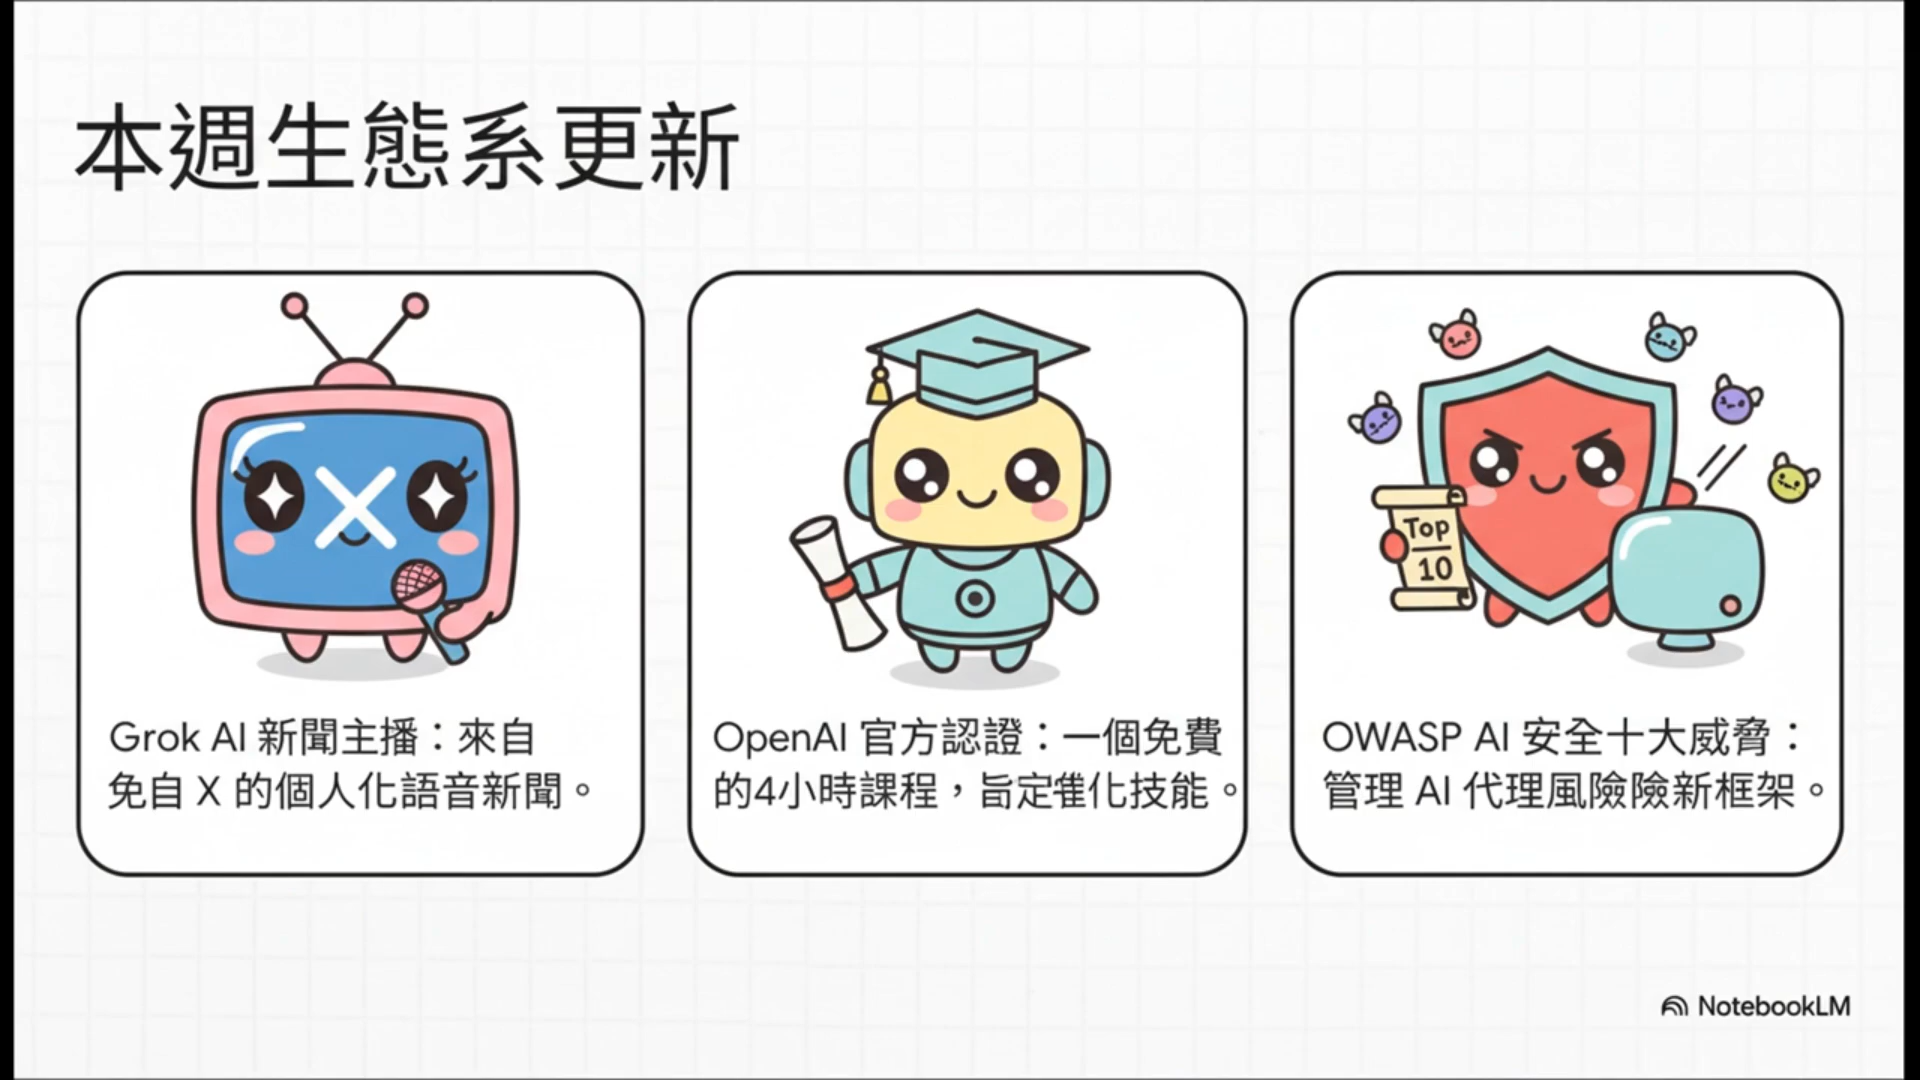 本週生態系更新
X
Grok AI 新聞主播：來自
免自 X 的個人化語音新聞。
OpenAI 官方認證：一個免費
的4小時課程，旨定化技能。
Top
10
OWASP AI 安全十大威脅：
管理 AI 代理風險險新框架。
NotebookLM